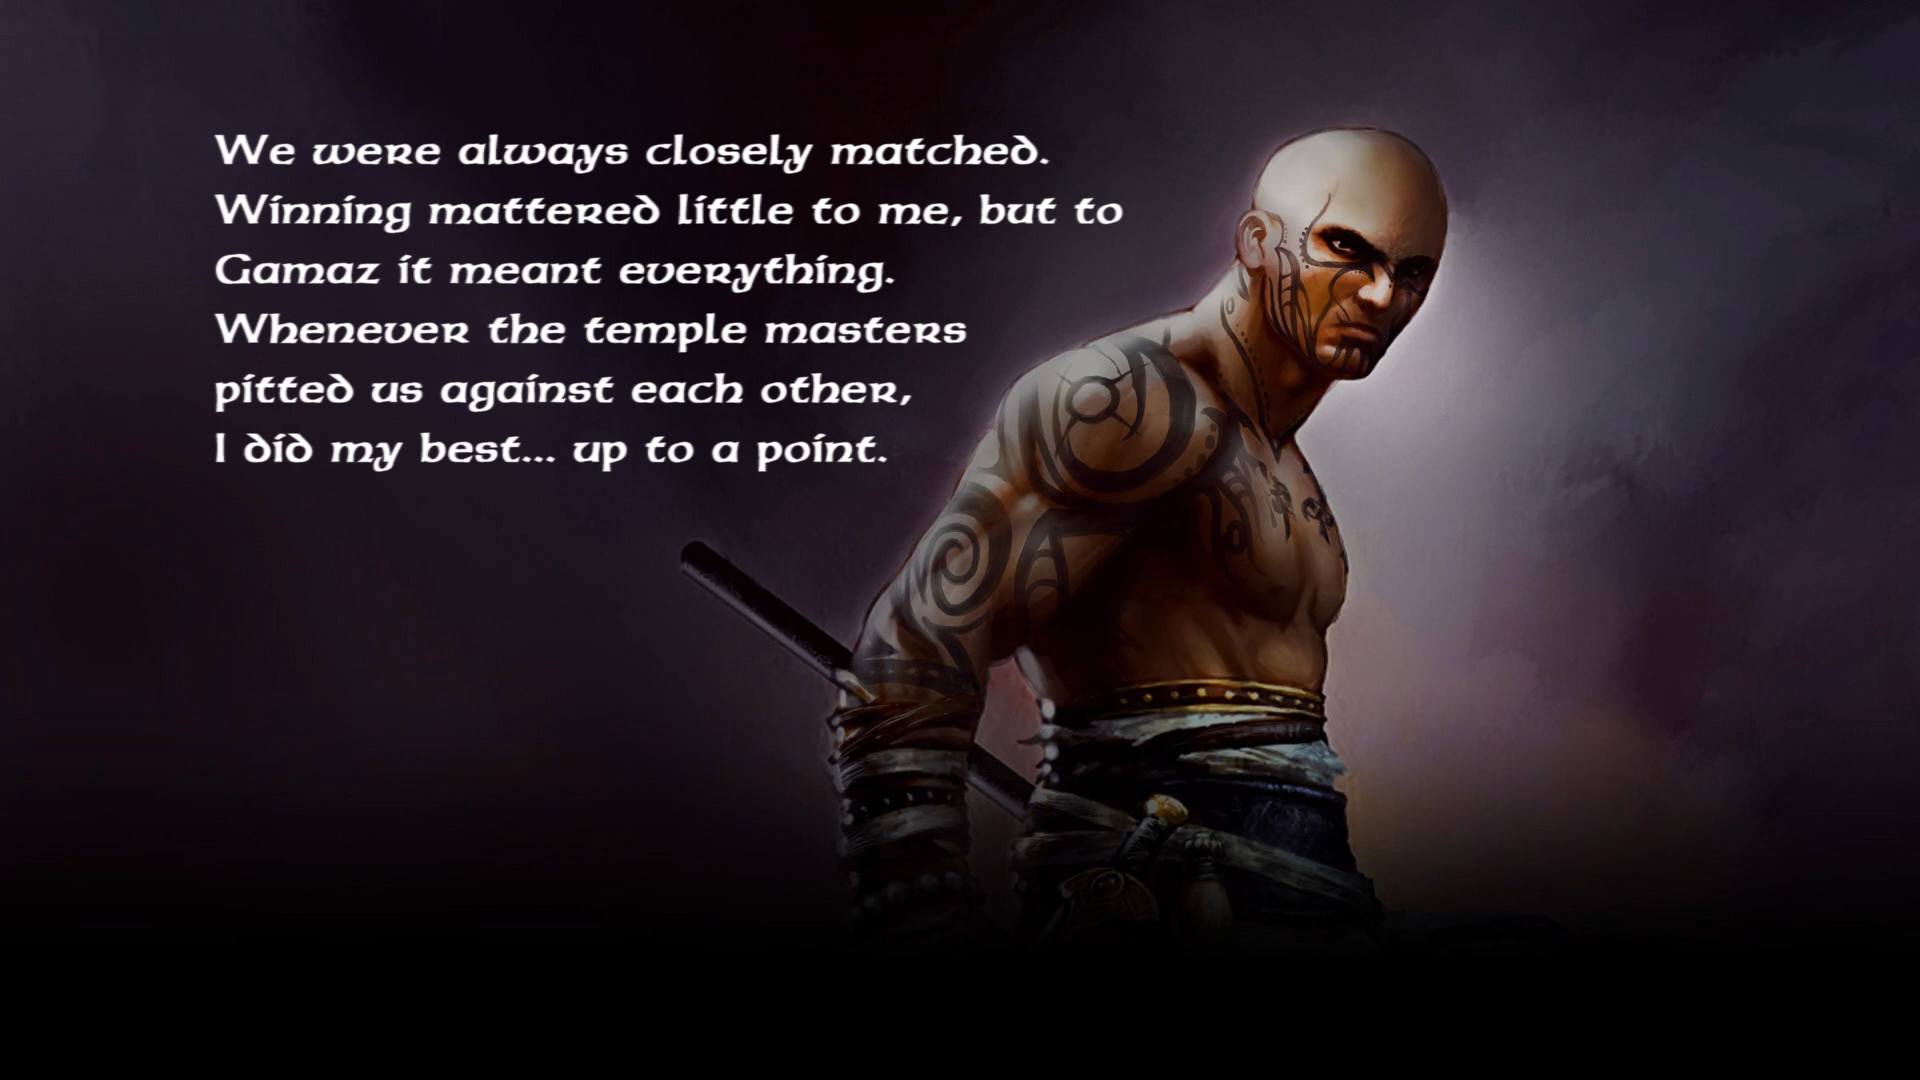 We were always closely matched.
Winning mattered little to me, but to
Gamaz it meant everything.
Whenever the temple masters
pitted us against each other,
I did my best... up to a point.